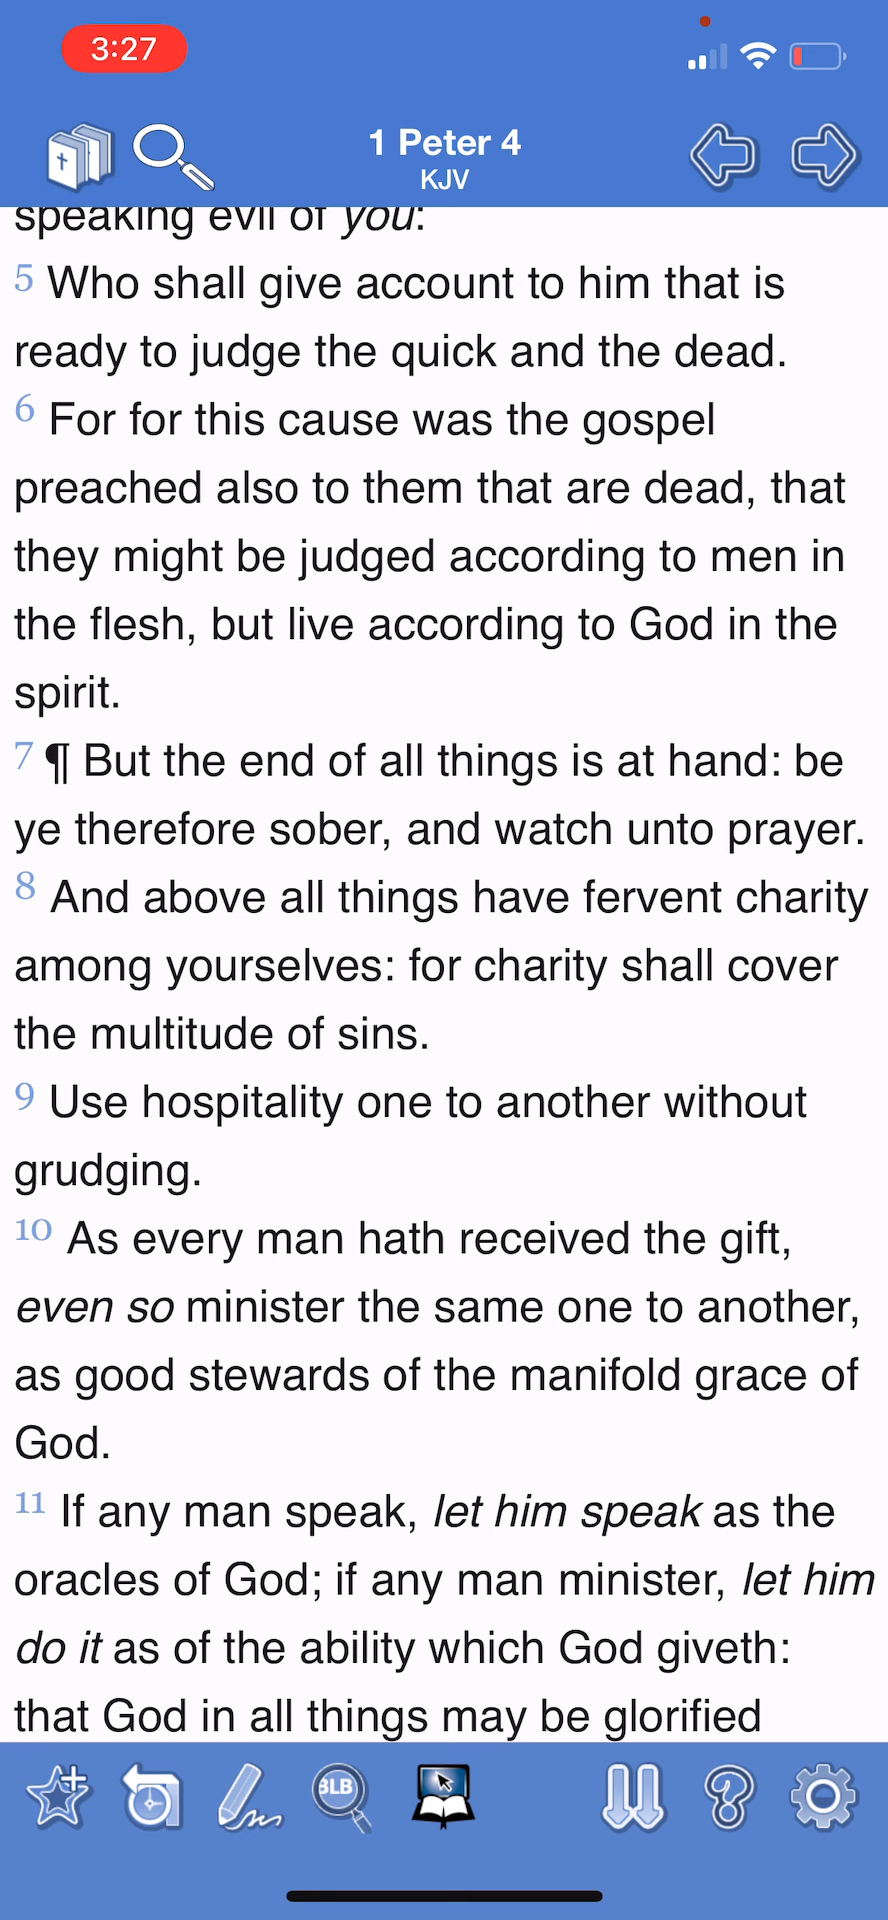 3:27
1 Peter 4
KJV
speaking evil of you:
5 Who shall give account to him that is
ready to judge the quick and the dead.
6 For for this cause was the gospel
preached also to them that are dead, that
they might be judged according to men in
the flesh, but live according to God in the
spirit.
7 ¶ But the end of all things is at hand: be
ye therefore sober, and watch unto prayer.
8 And above all things have fervent charity
among yourselves: for charity shall cover
the multitude of sins.
9 Use hospitality one to another without
grudging.
10 As every man hath received the gift,
even so minister the same one to another,
as good stewards of the manifold grace of
God.
11 If any man speak, let him speak as the
oracles of God; if any man minister, let him
do it as of the ability which God giveth:
that God in all things may be glorified
BLB